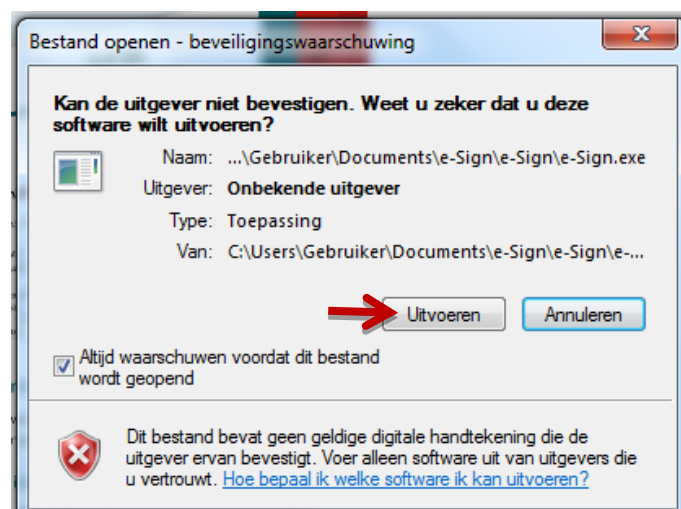 Bestand openen - beveiligingswaarschuwing
Kan de uitgever niet bevestigen. Weet u zeker dat u deze
software wilt uitvoeren?
Naam: ...\Gebruiker\Documents\e-Sign\e-Sign\e-Sign.exe
Uitgever: Onbekende uitgever
Type: Toepassing
Van: C:\Users\Gebruiker\Documents\e-Sign\e-Sign\e-...
Uitvoeren Annuleren
Altijd waarschuwen voordat dit bestand
wordt geopend
Dit bestand bevat geen geldige digitale handtekening die de
uitgever ervan bevestigt. Voer alleen software uit van uitgevers die
u vertrouwt. Hoe bepaal ik welke software ik kan uitvoeren?